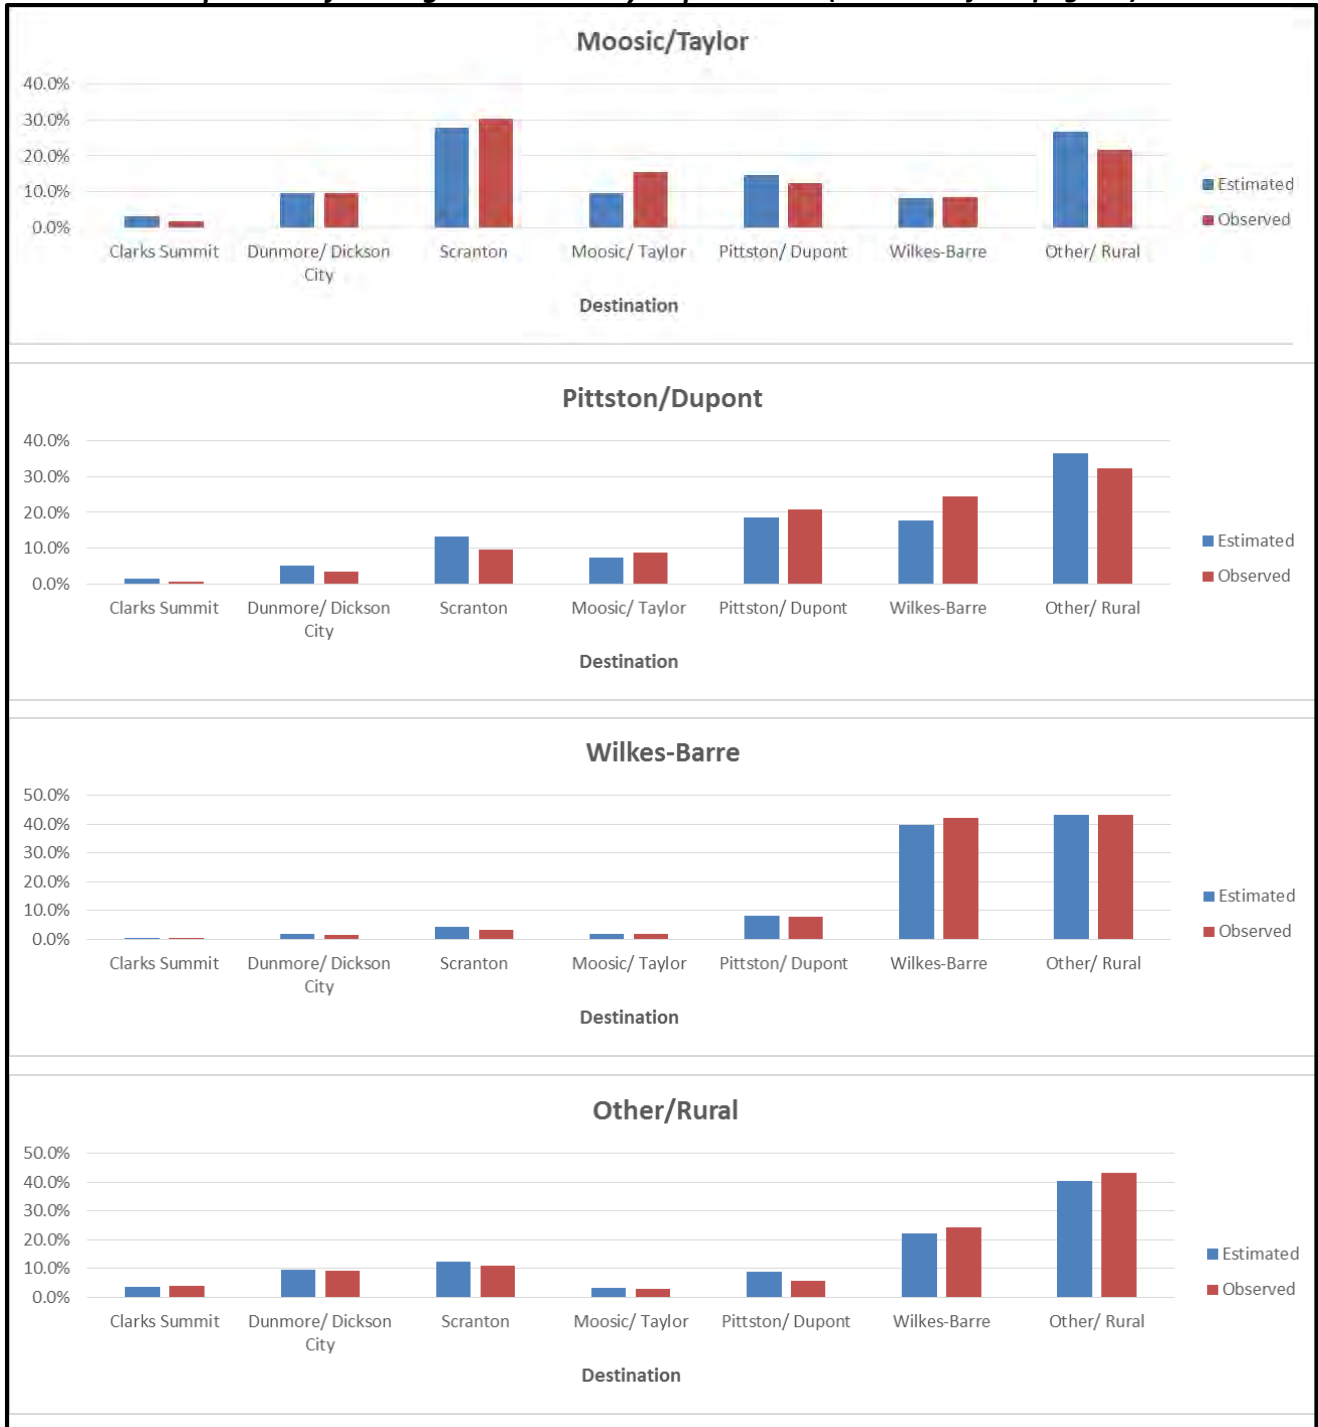 Moosic/Taylor
40.0%
30.0%
20.0%
10.0%
0.0%
Estimated
Observed
Clarks Summit Dunmore/ Dickson Scranton Moosic/ Taylor Pittston/ Dupont Wilkes-Barre Other/ Rural
City
Destination
Pittston/Dupont
40.0%
30.0%
20.0%
10.0%
0.0%
Estimated
Observed
Clarks Summit Dunmore/ Dickson Scranton Moosic/ Taylor Pittston/ Dupont Wilkes-Barre Other/ Rural
City
Destination
Wilkes-Barre
50.0%
40.0%
30.0%
20.0%
10.0%
0.0%
Estimated
Observed
Clarks Summit Dunmore/ Dickson Scranton Moosic/ Taylor Pittston/ Dupont Wilkes-Barre Other/ Rural
City
Destination
Other/Rural
50.0%
40.0%
30.0%
20.0%
10.0%
0.0%
Estimated
Observed
Clarks Summit Dunmore/ Dickson Scranton Moosic/ Taylor Pittston/ Dupont Wilkes-Barre Other/ Rural
City
Destination